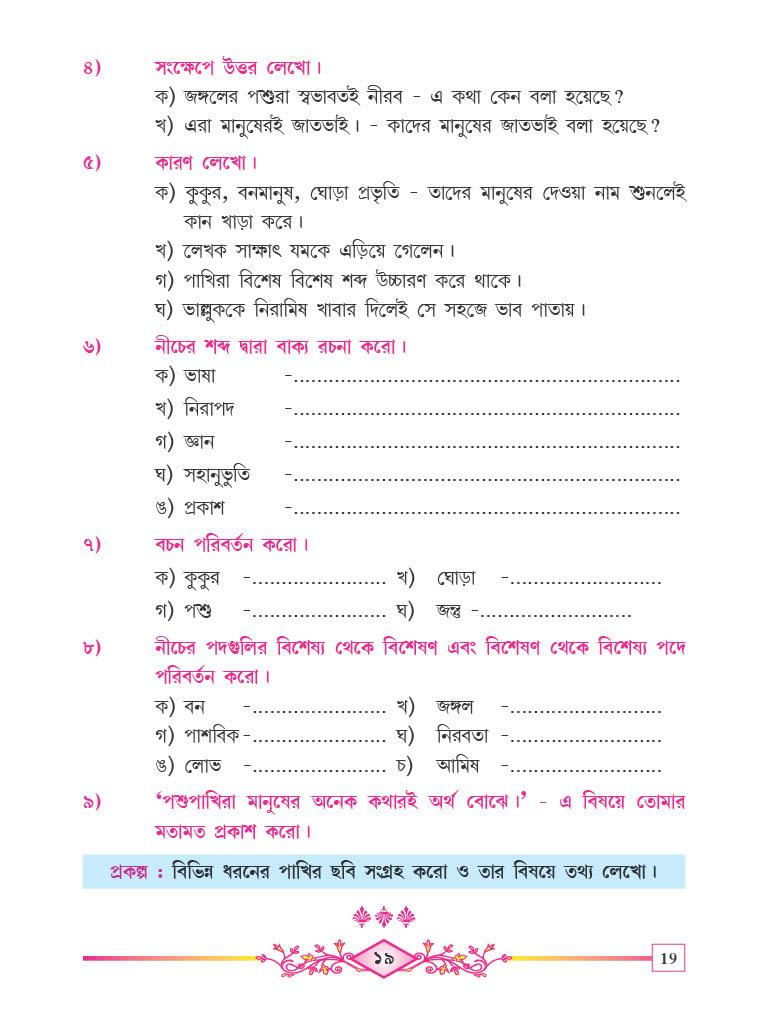 ৪) সংক্ষেপে উত্তর লেখো।
ক) জঙ্গলের পশুরা স্বভাবতই নীরব - এ কথা কেন বলা হয়েছে?
খ) এরা মানুষেরই জাতভাই। - কাদের মানুষের জাতভাই বলা হয়েছে?
৫) কারণ লেখো।
ক) কুকুর, বনমানুষ, ঘোড়া প্রভৃতি - তাদের মানুষের দেওয়া নাম শুনলেই
কান খাড়া করে।
খ) লেখক সাক্ষাৎ যমকে এড়িয়ে গেলেন।
গ) পাখিরা বিশেষ বিশেষ শব্দ উচ্চারণ করে থাকে।
ঘ) ভাল্লুককে নিরামিষ খাবার দিলেই সে সহজে ভাব পাতায়।
৬) নীচের শব্দ দ্বারা বাক্য রচনা করো।
ক) ভাষা -..................................................................
খ) নিরাপদ -..................................................................
গ) জ্ঞান -..................................................................
ঘ) সহানুভুতি -..................................................................
ঙ) প্রকাশ -..................................................................
৭) বচন পরিবর্তন করো।
ক) কুকুর -....................... খ) ঘোড়া -..........................
গ) পশু -....................... ঘ) জন্তু -..........................
৮) নীচের পদগুলির বিশেষ্য থেকে বিশেষণ এবং বিশেষণ থেকে বিশেষ্য পদে
পরিবর্তন করো।
ক) বন -....................... খ) জঙ্গল -..........................
গ) পাশবিক -....................... ঘ) নিরবতা -..........................
ঙ) লোভ -....................... চ) আমিষ -..........................
৯) ‘পশুপাখিরা মানুষের অনেক কথারই অর্থ বোঝে।’ - এ বিষয়ে তোমার
মতামত প্রকাশ করো।
প্রকল্প : বিভিন্ন ধরনের পাখির ছবি সংগ্রহ করো ও তার বিষয়ে তথ্য লেখো।
১৯ 19